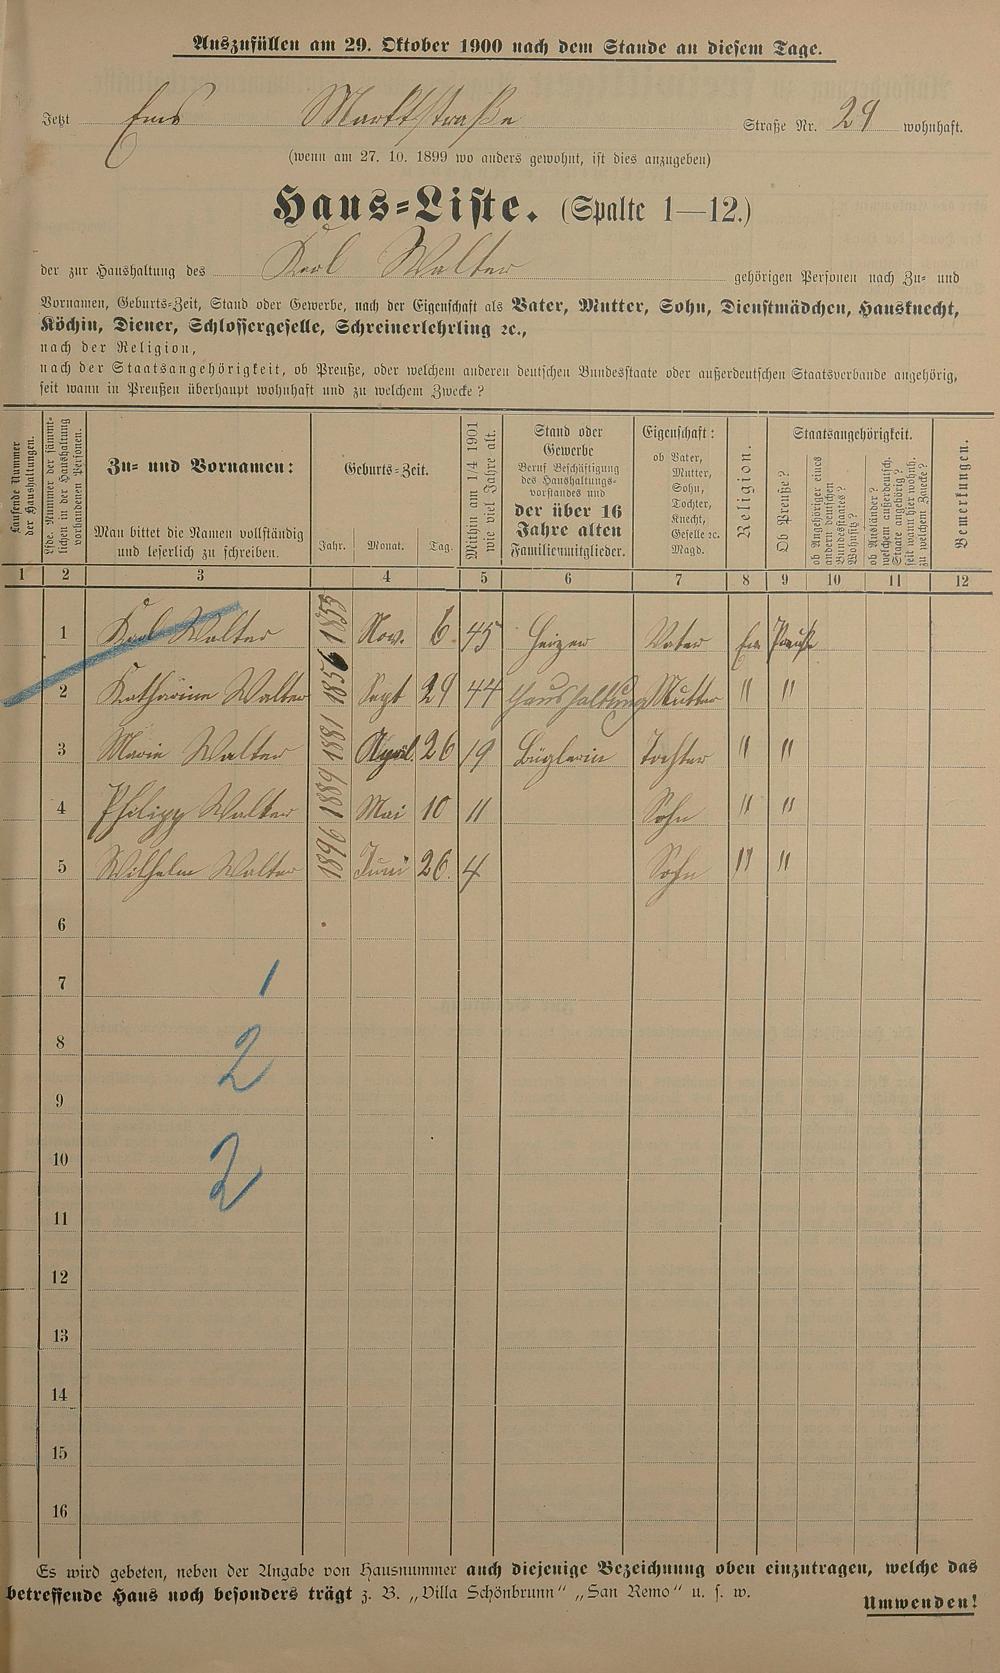 Auszufüllen am 29. Oktober 1900 nach dem Stande an diesem Tage.
Jetzt Ems Marktstraße Straße Nr. 29 wohnhaft.
(wenn am 27. 10. 1899 wo anders gewohnt, ist dies anzugeben)
Haus-Liste. (Spalte 1—12.)
der zur Haushaltung des Karl Walter gehörigen Personen nach Zu- und
Vornamen, Geburts-Zeit, Stand oder Gewerbe, nach der Eigenschaft als Vater, Mutter, Sohn, Dienstmädchen, Hausknecht,
Köchin, Diener, Schlossergeselle, Schreinerlehrling ꝛc.,
nach der Religion,
nach der Staatsangehörigkeit, ob Preuße, oder welchem anderen deutschen Bundesstaate oder außerdeutschen Staatsverbande angehörig,
seit wann in Preußen überhaupt wohnhaft und zu welchem Zwecke?
Laufende Nummer
der Haushaltungen.
Lfde. Nummer der sämmt-
lichen in der Haushaltung
vorhandenen Personen.
Zu- und Vornamen:
Man bittet die Namen vollständig
und leserlich zu schreiben.
Geburts-Zeit.
Jahr. Monat. Tag.
Mithin am 1/4 1901
wie viel Jahre alt.
Stand oder
Gewerbe
Beruf Beschäftigung
des Haushaltungs-
vorstandes und
der über 16
Jahre alten
Familienmitglieder.
Eigenschaft:
ob Vater,
Mutter,
Sohn,
Tochter,
Knecht,
Geselle ꝛc.
Magd.
Religion.
Staatsangehörigkeit.
Ob Preuße?
ob Angehöriger eines
andern deutschen
Bundesstaates?
Wohnsitz?
ob Ausländer?
welchem außerdeutsch.
Staate angehörig?
seit wann hier wohnh.
zu welchem Zwecke?
Bemerkungen.
1 2 3 4 5 6 7 8 9 10 11 12
1 Karl Walter 1855 Nov. 6 45 Heizer Vater Ev Preuße
2 Katharine Walter 1856 Sept 29 44 Haushaltung Mutter " "
3 Marie Walter 1881 April 26 19 Büglerin Tochter " "
4 Philipp Walter 1889 Mai 10 11 Sohn " "
5 Wilhelm Walter 1896 Juni 26. 4 Sohn " "
6
7 1
8 2
9
10 2
11
12
13
14
15
16
Es wird gebeten, neben der Angabe von Hausnummer auch diejenige Bezeichnung oben einzutragen, welche das
betreffende Haus noch besonders trägt z. B. „Villa Schönbrunn“ „San Remo“ u. s. w.
Umwenden!